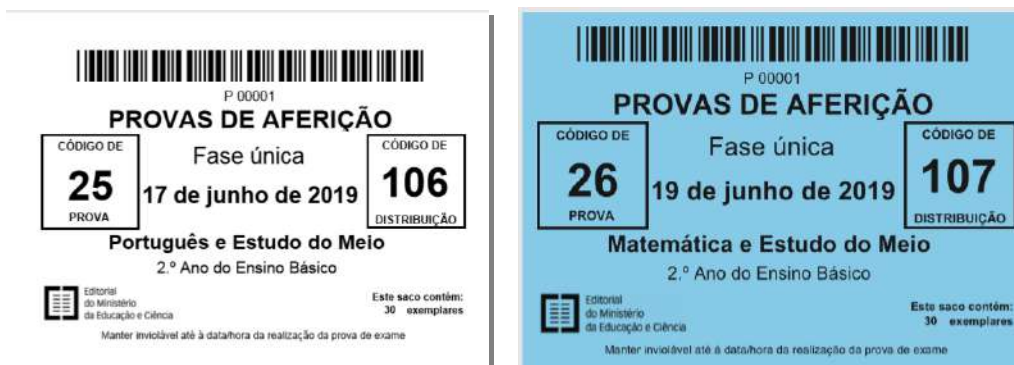 P 00001
PROVAS DE AFERIÇÃO
CÓDIGO DE
25
PROVA
Fase única
17 de junho de 2019
CÓDIGO DE
106
DISTRIBUIÇÃO
Português e Estudo do Meio
2.º Ano do Ensino Básico
Editorial
do Ministério
da Educação e Ciência
Este saco contém:
30 exemplares
Manter inviolável até à data/hora da realização da prova de exame
P 00001
PROVAS DE AFERIÇÃO
CÓDIGO DE
26
PROVA
Fase única
19 de junho de 2019
CÓDIGO DE
107
DISTRIBUIÇÃO
Matemática e Estudo do Meio
2.º Ano do Ensino Básico
Editorial
do Ministério
da Educação e Ciência
Este saco contém:
30 exemplares
Manter inviolável até à data/hora da realização da prova de exame